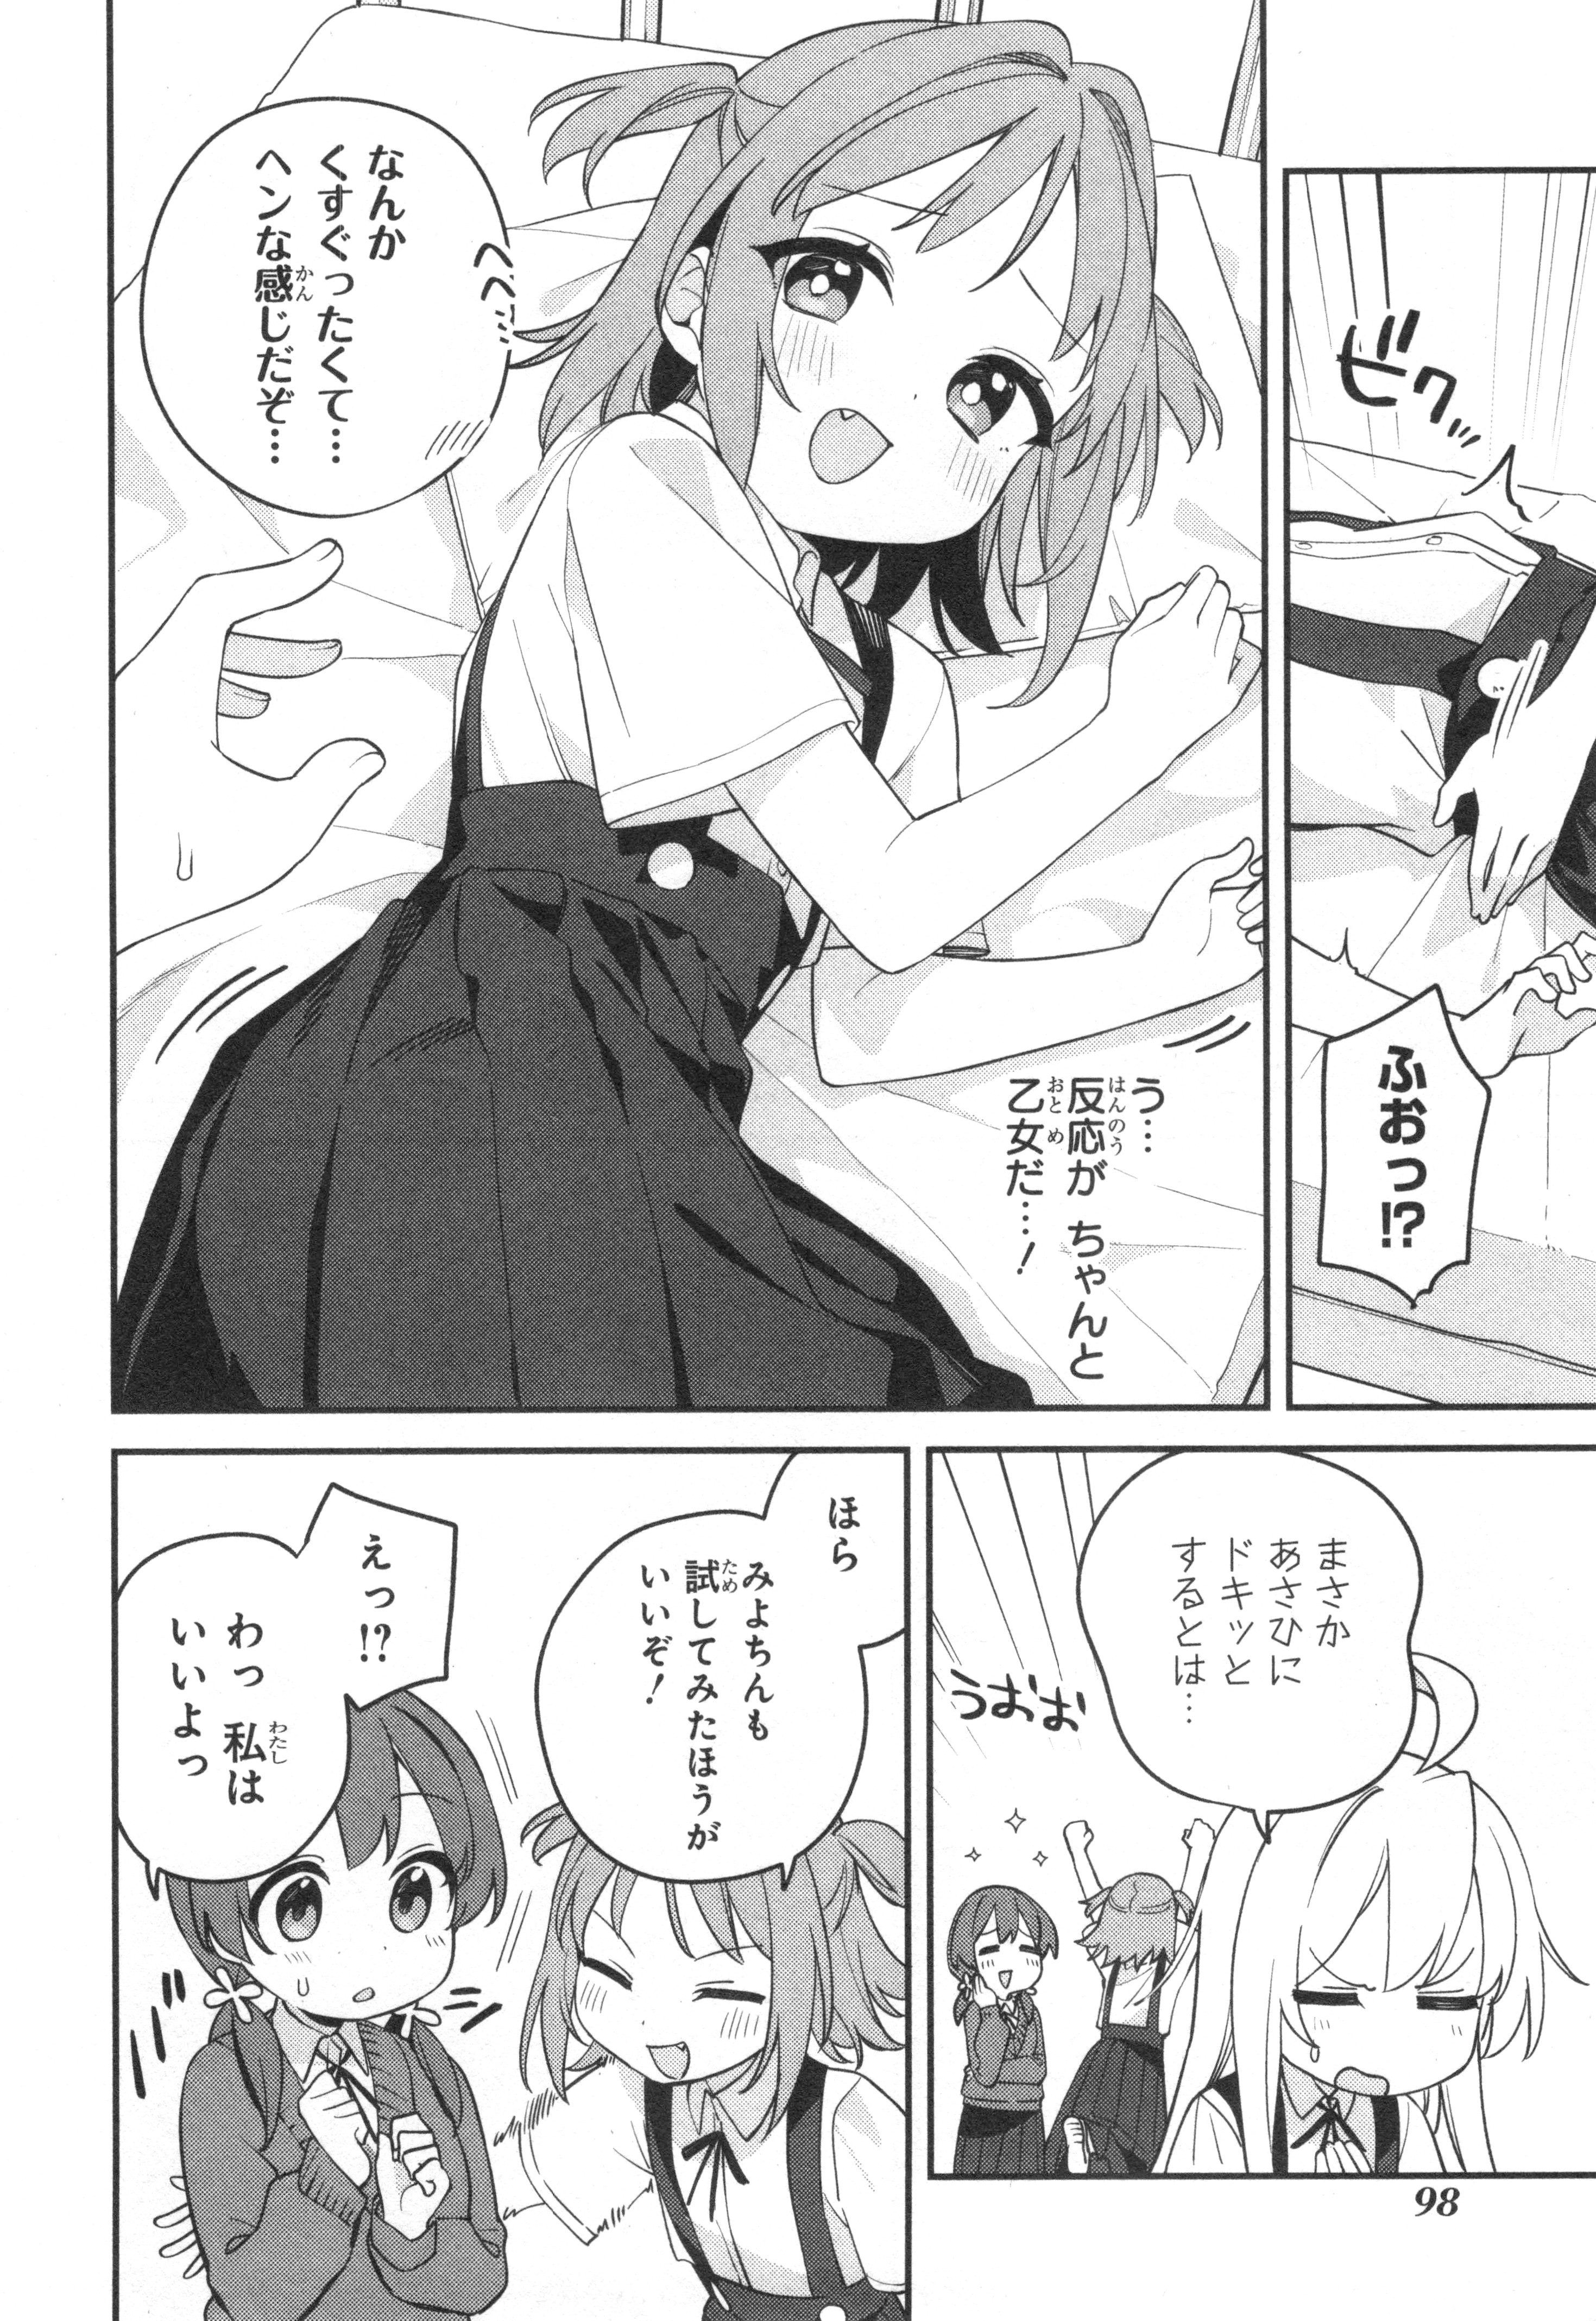 ビクッ
ふおっ!?
なんか
くすぐったくて…
ヘンな感じだぞ…
う…
反応が ちゃんと
乙女だ…!
まさか
あさひに
ドキッと
するとは…
うおお
ほら
みよちんも
試してみたほうが
いいぞ!
えっ!?
わっ 私は
いいよっ
98